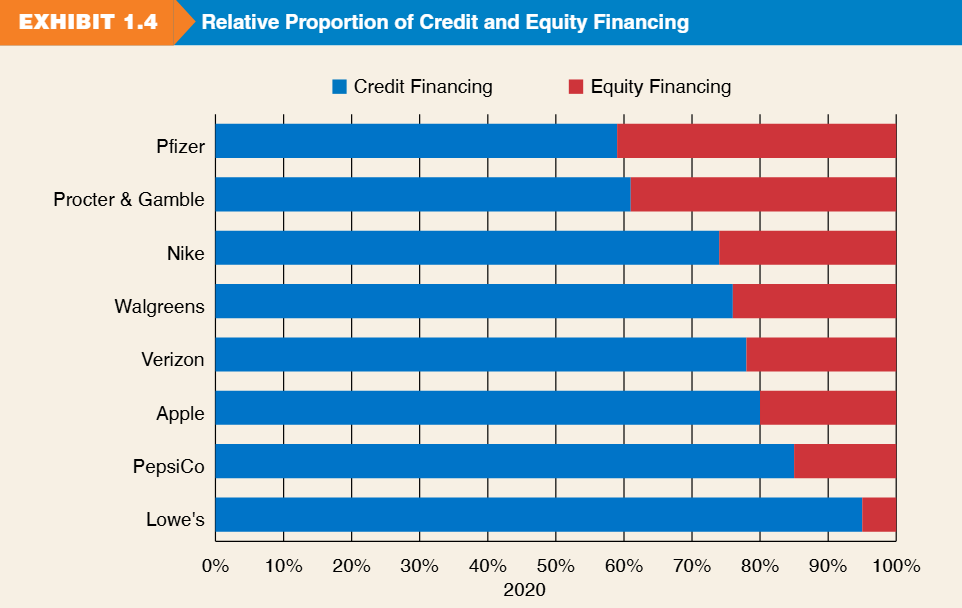 EXHIBIT 1.4 Relative Proportion of Credit and Equity Financing
Credit Financing Equity Financing
Pfizer
Procter & Gamble
Nike
Walgreens
Verizon
Apple
PepsiCo
Lowe's
0% 10% 20% 30% 40% 50% 60% 70% 80% 90% 100%
2020